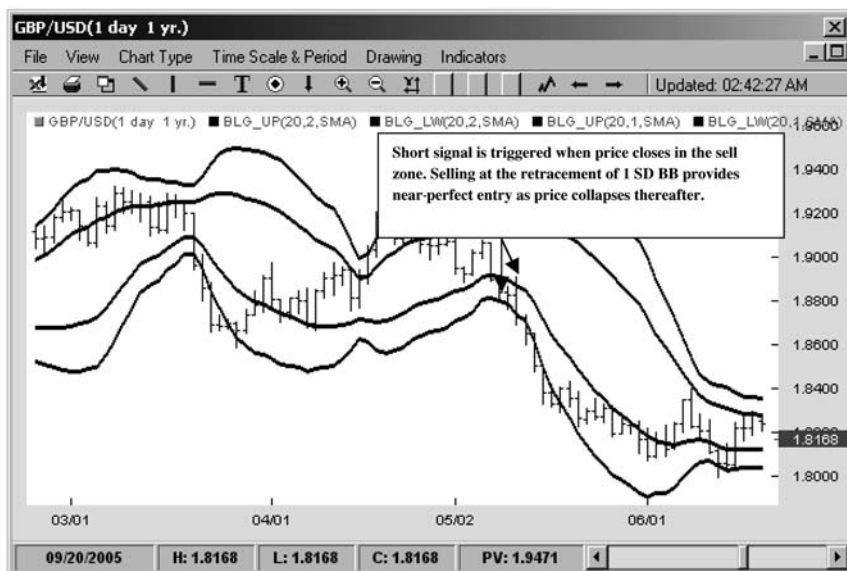 GBP/USD(1 day 1 yr.)
File View Chart Type Time Scale & Period Drawing Indicators
T Updated: 02:42:27 AM
GBP/USD(1 day 1 yr.) BLG_UP(20,2,SMA) BLG_LW(20,2,SMA) BLG_UP(20,1,SMA) BLG_LW(20,1,SMA)
1.9600
Short signal is triggered when price closes in the sell
zone. Selling at the retracement of 1 SD BB provides
near-perfect entry as price collapses thereafter.
1.9400
1.9200
1.9000
1.8800
1.8600
1.8400
1.8168
1.8000
03/01 04/01 05/02 06/01
09/20/2005 H: 1.8168 L: 1.8168 C: 1.8168 PV: 1.9471